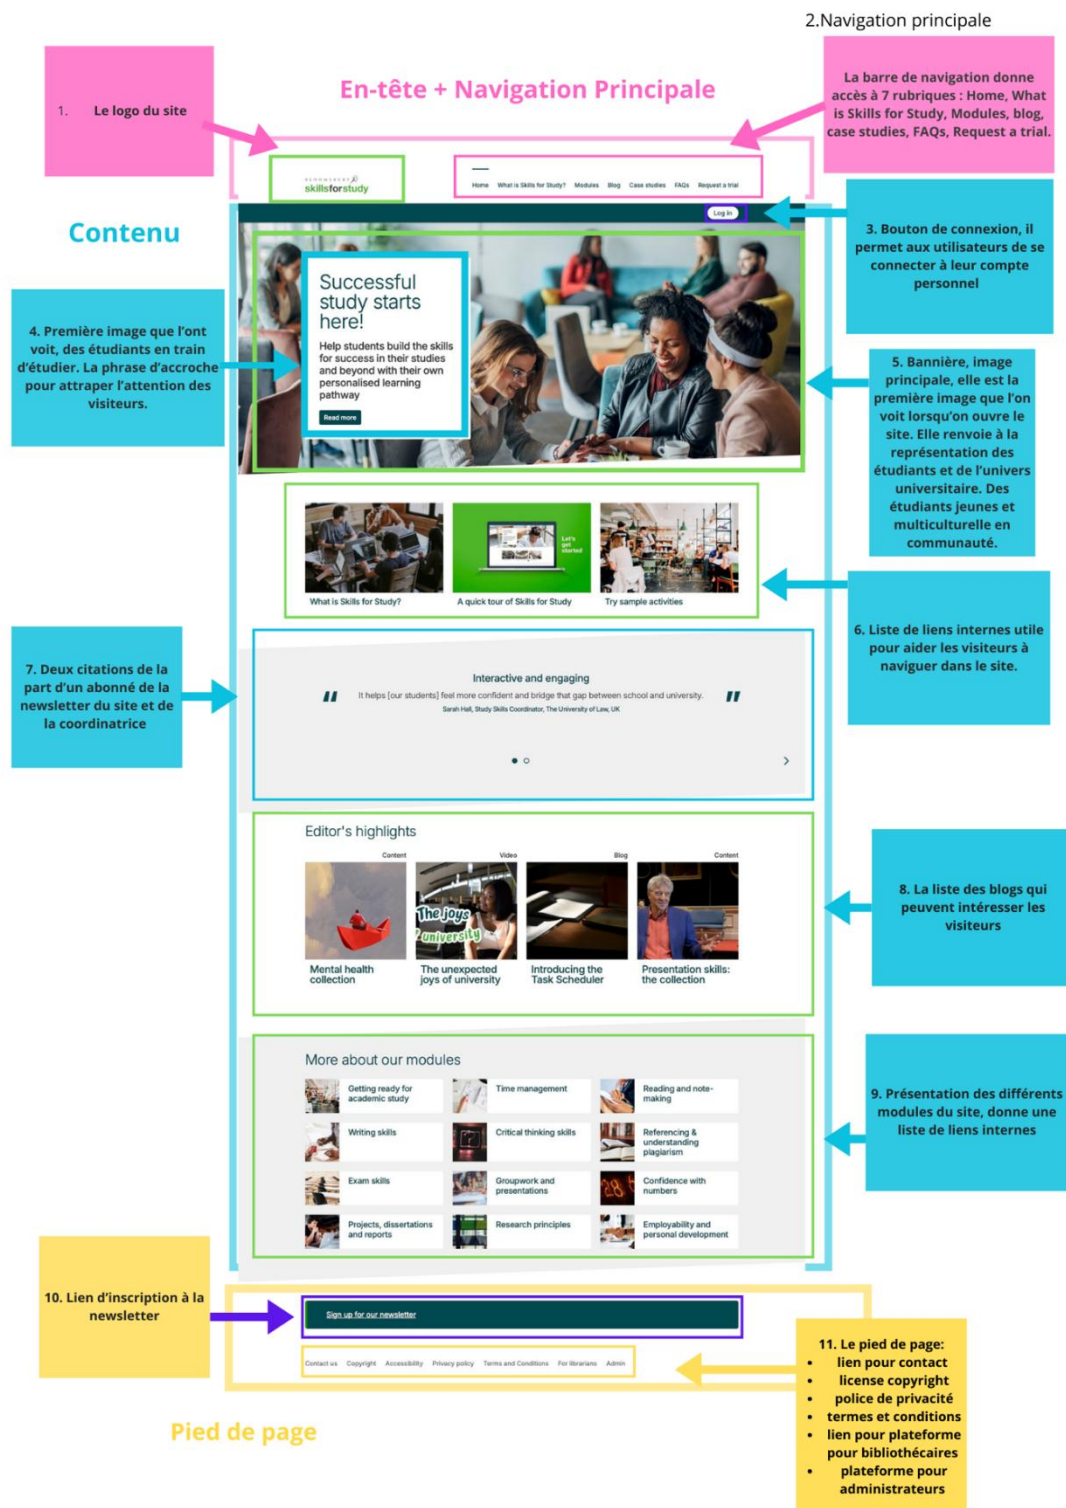 2.Navigation principale
En-tête + Navigation Principale
1. Le logo du site
La barre de navigation donne
accès à 7 rubriques : Home, What
is Skills for Study, Modules, blog,
case studies, FAQs, Request a trial.
BLOOMSBURY
skillsforstudy
Home What is Skills for Study? Modules Blog Case studies FAQs Request a trial
Contenu
Log in
3. Bouton de connexion, il
permet aux utilisateurs de se
connecter à leur compte
personnel
4. Première image que l'ont
voit, des étudiants en train
d'étudier. La phrase d'accroche
pour attraper l'attention des
visiteurs.
Successful
study starts
here!
Help students build the skills
for success in their studies
and beyond with their own
personalised learning
pathway
Read more
5. Bannière, image
principale, elle est la
première image que l'on
voit lorsqu'on ouvre le
site. Elle renvoie à la
représentation des
étudiants et de l'univers
universitaire. Des
étudiants jeunes et
multiculturelle en
communauté.
Let's
get
started
What is Skills for Study?
A quick tour of Skills for Study
Try sample activities
6. Liste de liens internes utile
pour aider les visiteurs à
naviguer dans le site.
7. Deux citations de la
part d'un abonné de la
newsletter du site et de
la coordinatrice
Interactive and engaging
" It helps [our students] feel more confident and bridge that gap between school and university. "
Sarah Hall, Study Skills Coordinator, The University of Law, UK
Editor's highlights
Content
Video
Blog
Content
The joys
university
Mental health
collection
The unexpected
joys of university
Introducing the
Task Scheduler
Presentation skills:
the collection
8. La liste des blogs qui
peuvent intéresser les
visiteurs
More about our modules
Getting ready for
academic study
Time management
Reading and note-
making
Writing skills
Critical thinking skills
Referencing &
understanding
plagiarism
Exam skills
Groupwork and
presentations
Confidence with
numbers
Projects, dissertations
and reports
Research principles
Employability and
personal development
9. Présentation des différents
modules du site, donne une
liste de liens internes
10. Lien d'inscription à la
newsletter
Sign up for our newsletter
Contact us Copyright Accessibility Privacy policy Terms and Conditions For librarians Admin
11. Le pied de page:
• lien pour contact
• license copyright
• police de privacité
• termes et conditions
• lien pour plateforme
pour bibliothécaires
• plateforme pour
administrateurs
Pied de page